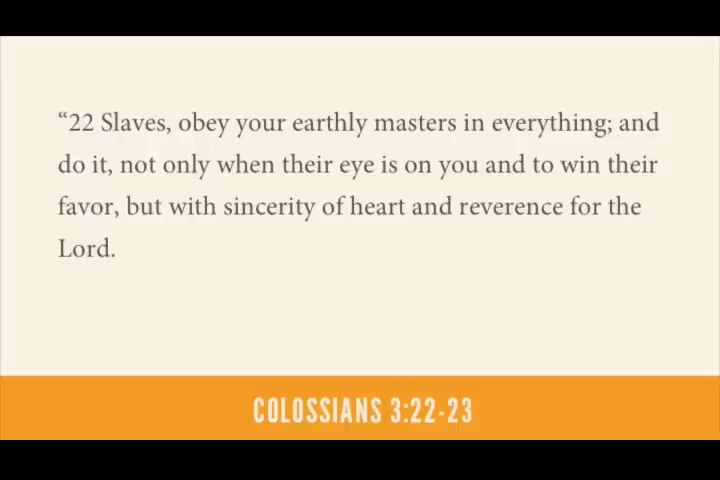 “22 Slaves, obey your earthly masters in everything; and
do it, not only when their eye is on you and to win their
favor, but with sincerity of heart and reverence for the
Lord.
COLOSSIANS 3:22-23